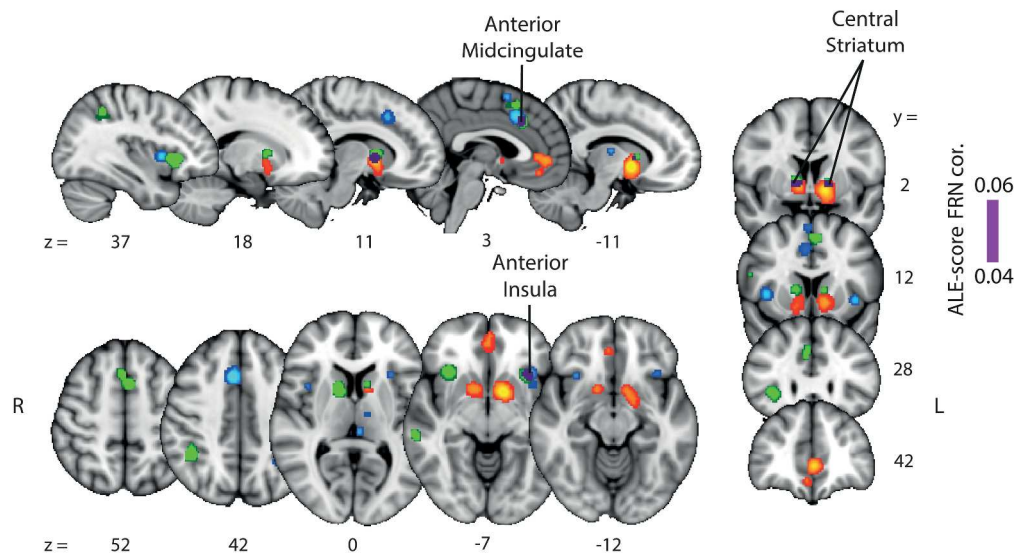 Anterior
Midcingulate
Central
Striatum
y =
2
12
28
42
z = 37 18 11 3 -11
Anterior
Insula
ALE-score FRN cor.
0.06
0.04
R
L
z = 52 42 0 -7 -12